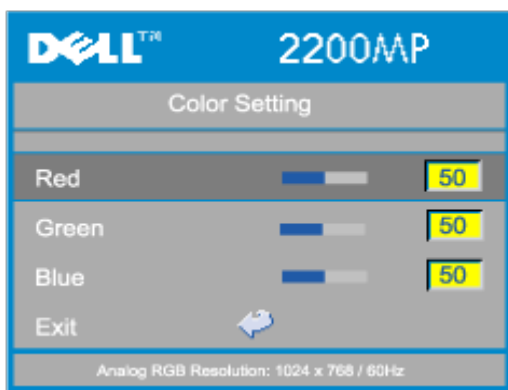 DELL™ 2200MP
Color Setting
Red 50
Green 50
Blue 50
Exit
Analog RGB Resolution: 1024 x 768 / 60Hz